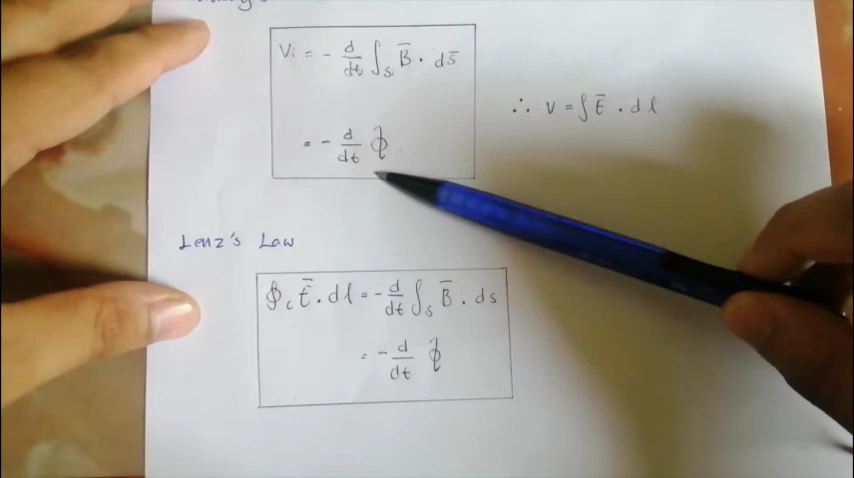 Vi = - d/dt ∫S B̅ · ds̅
= - d/dt ϕ
∴ v = ∫ E̅ · dl
Lenz's Law
∮c E̅ · dl = - d/dt ∫S B̅ · ds
= - d/dt ϕ